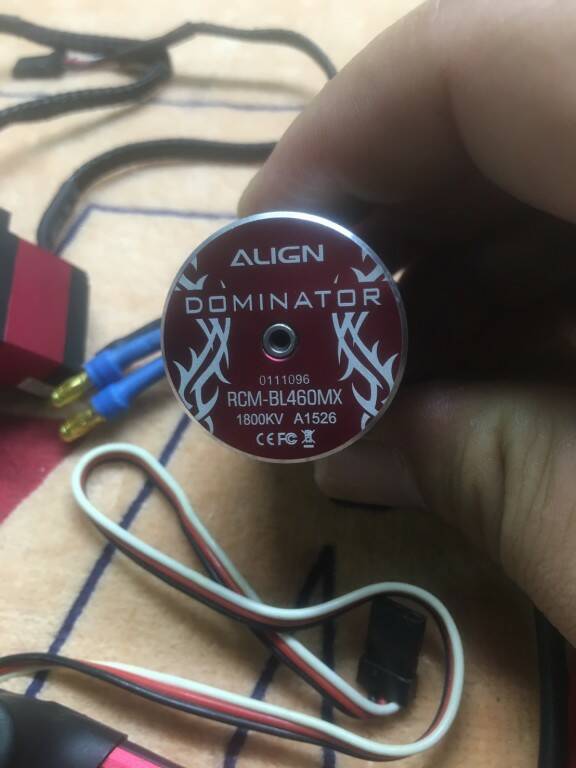 ALIGN
DOMINATOR
0111096
RCM-BL460MX
1800KV A1526
CE FC